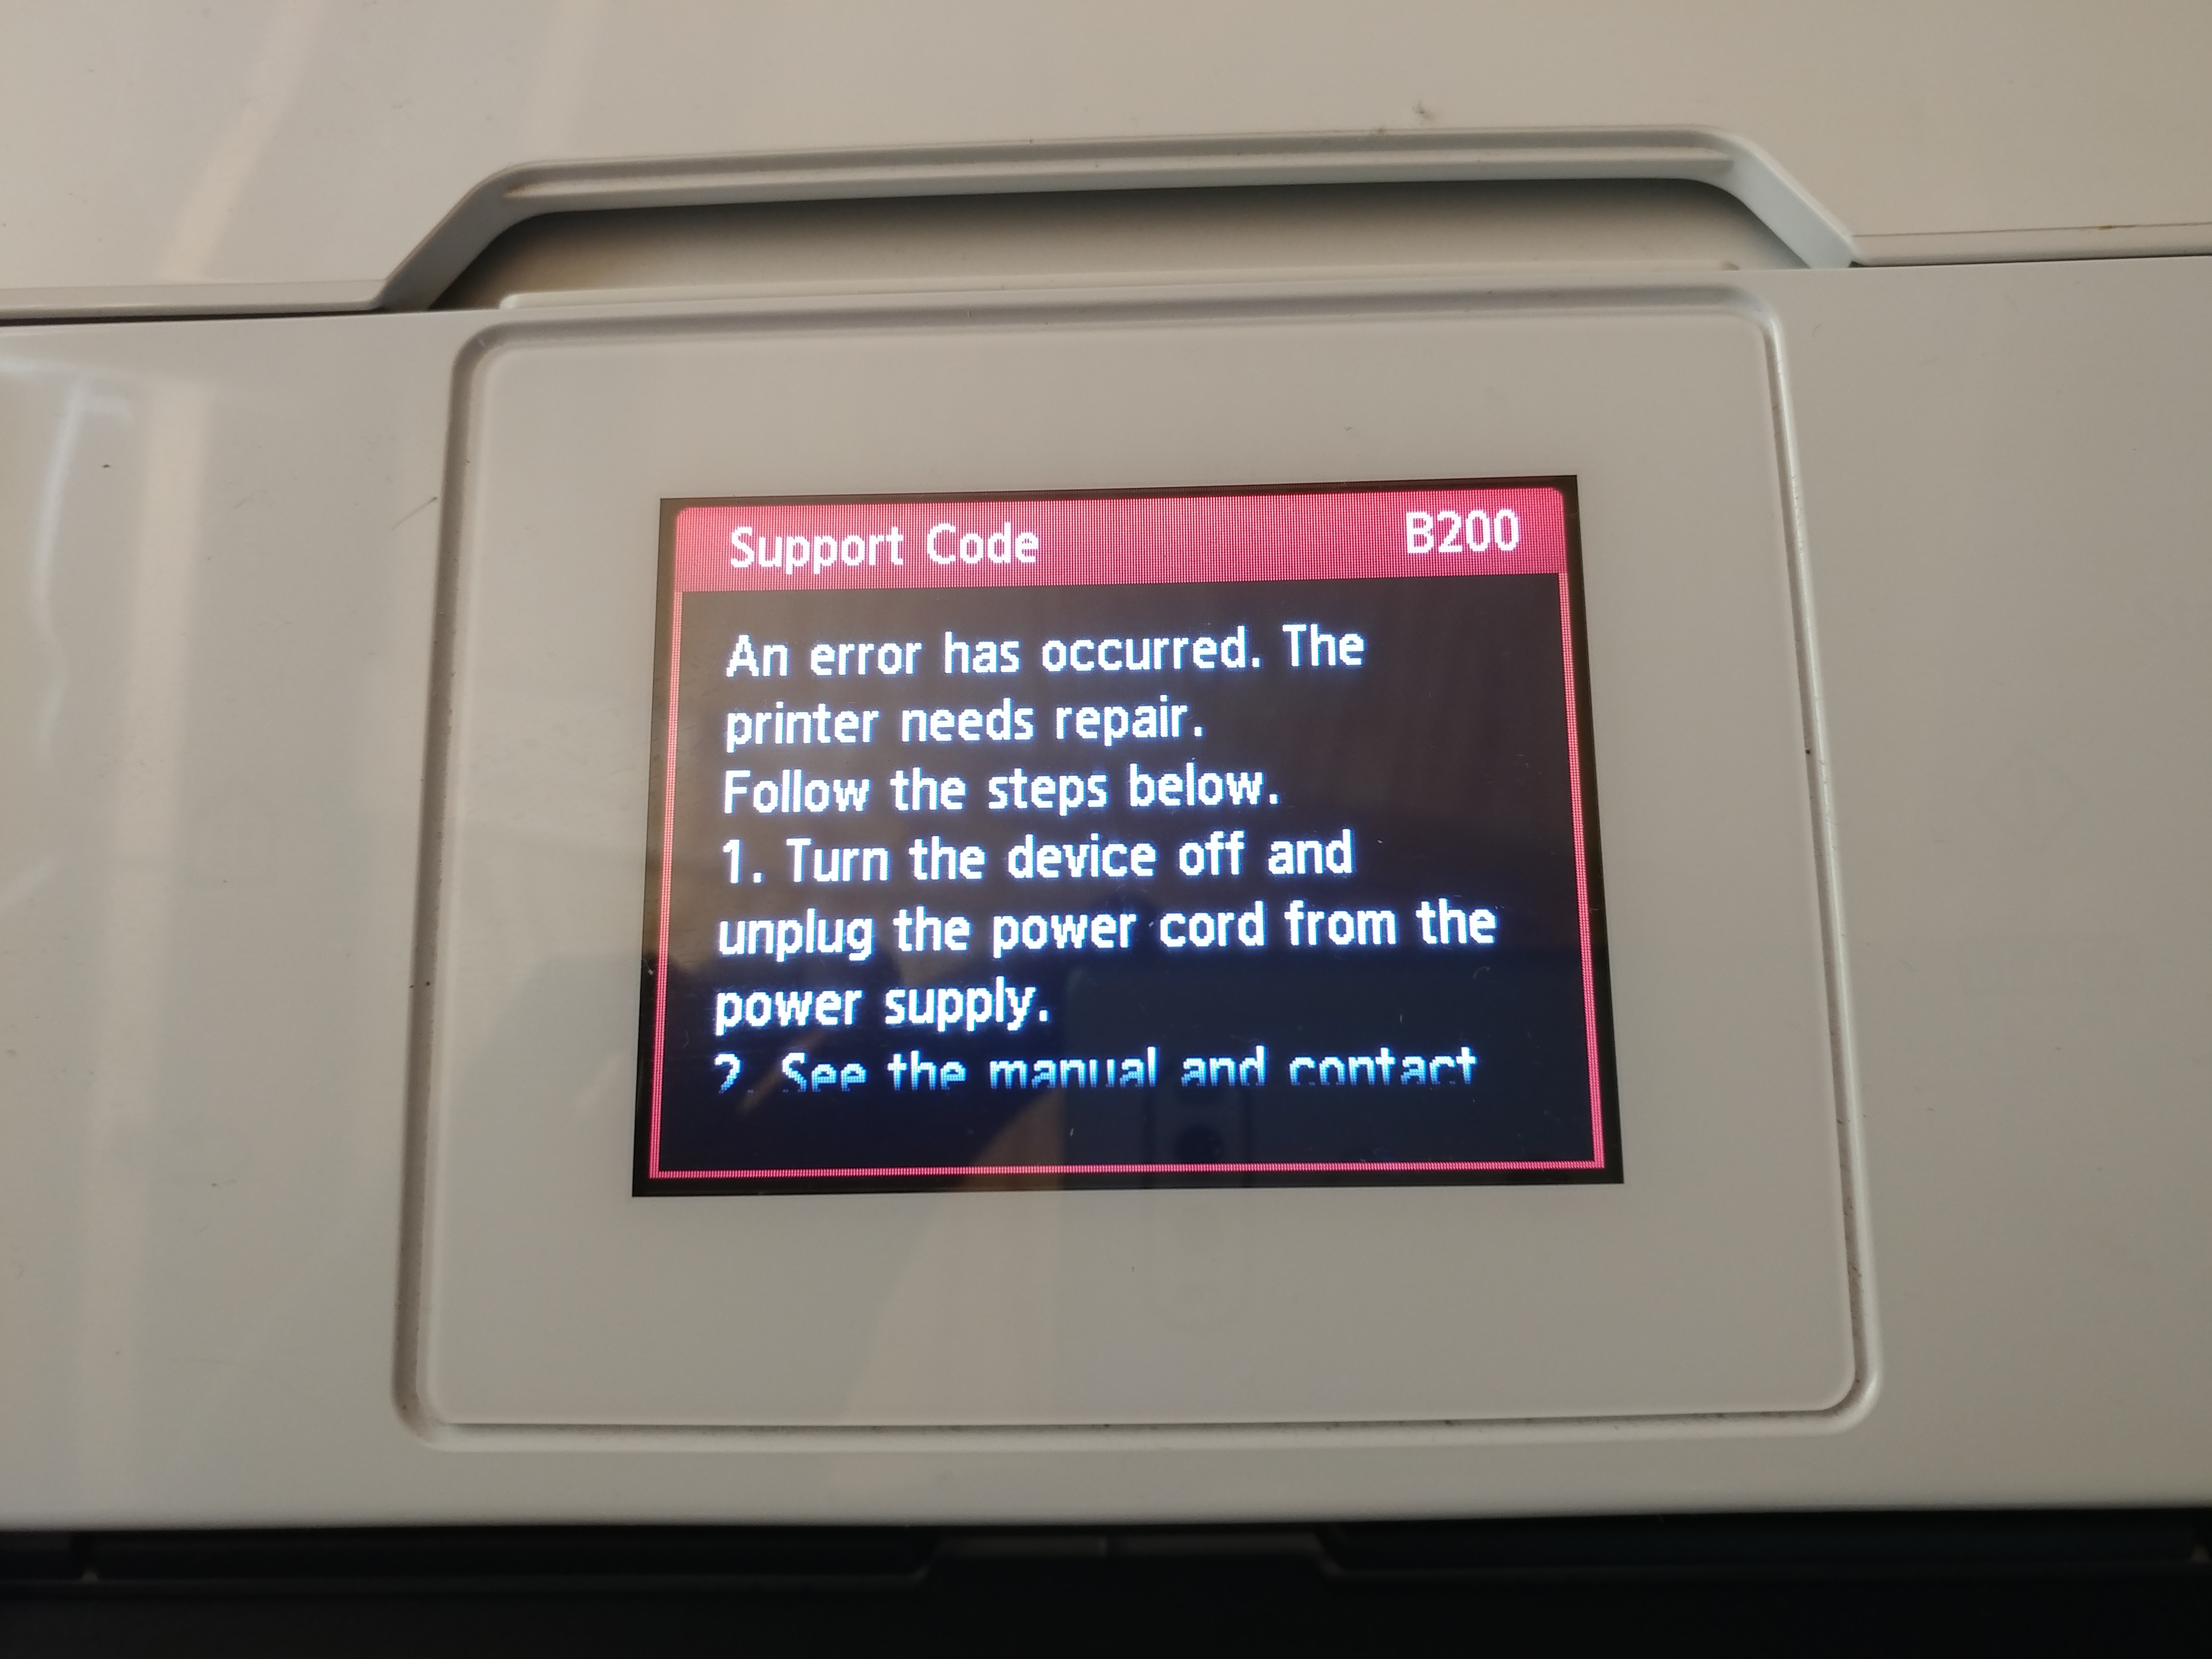 Support Code B200
An error has occurred. The
printer needs repair.
Follow the steps below.
1. Turn the device off and
unplug the power cord from the
power supply.
2. See the manual and contact